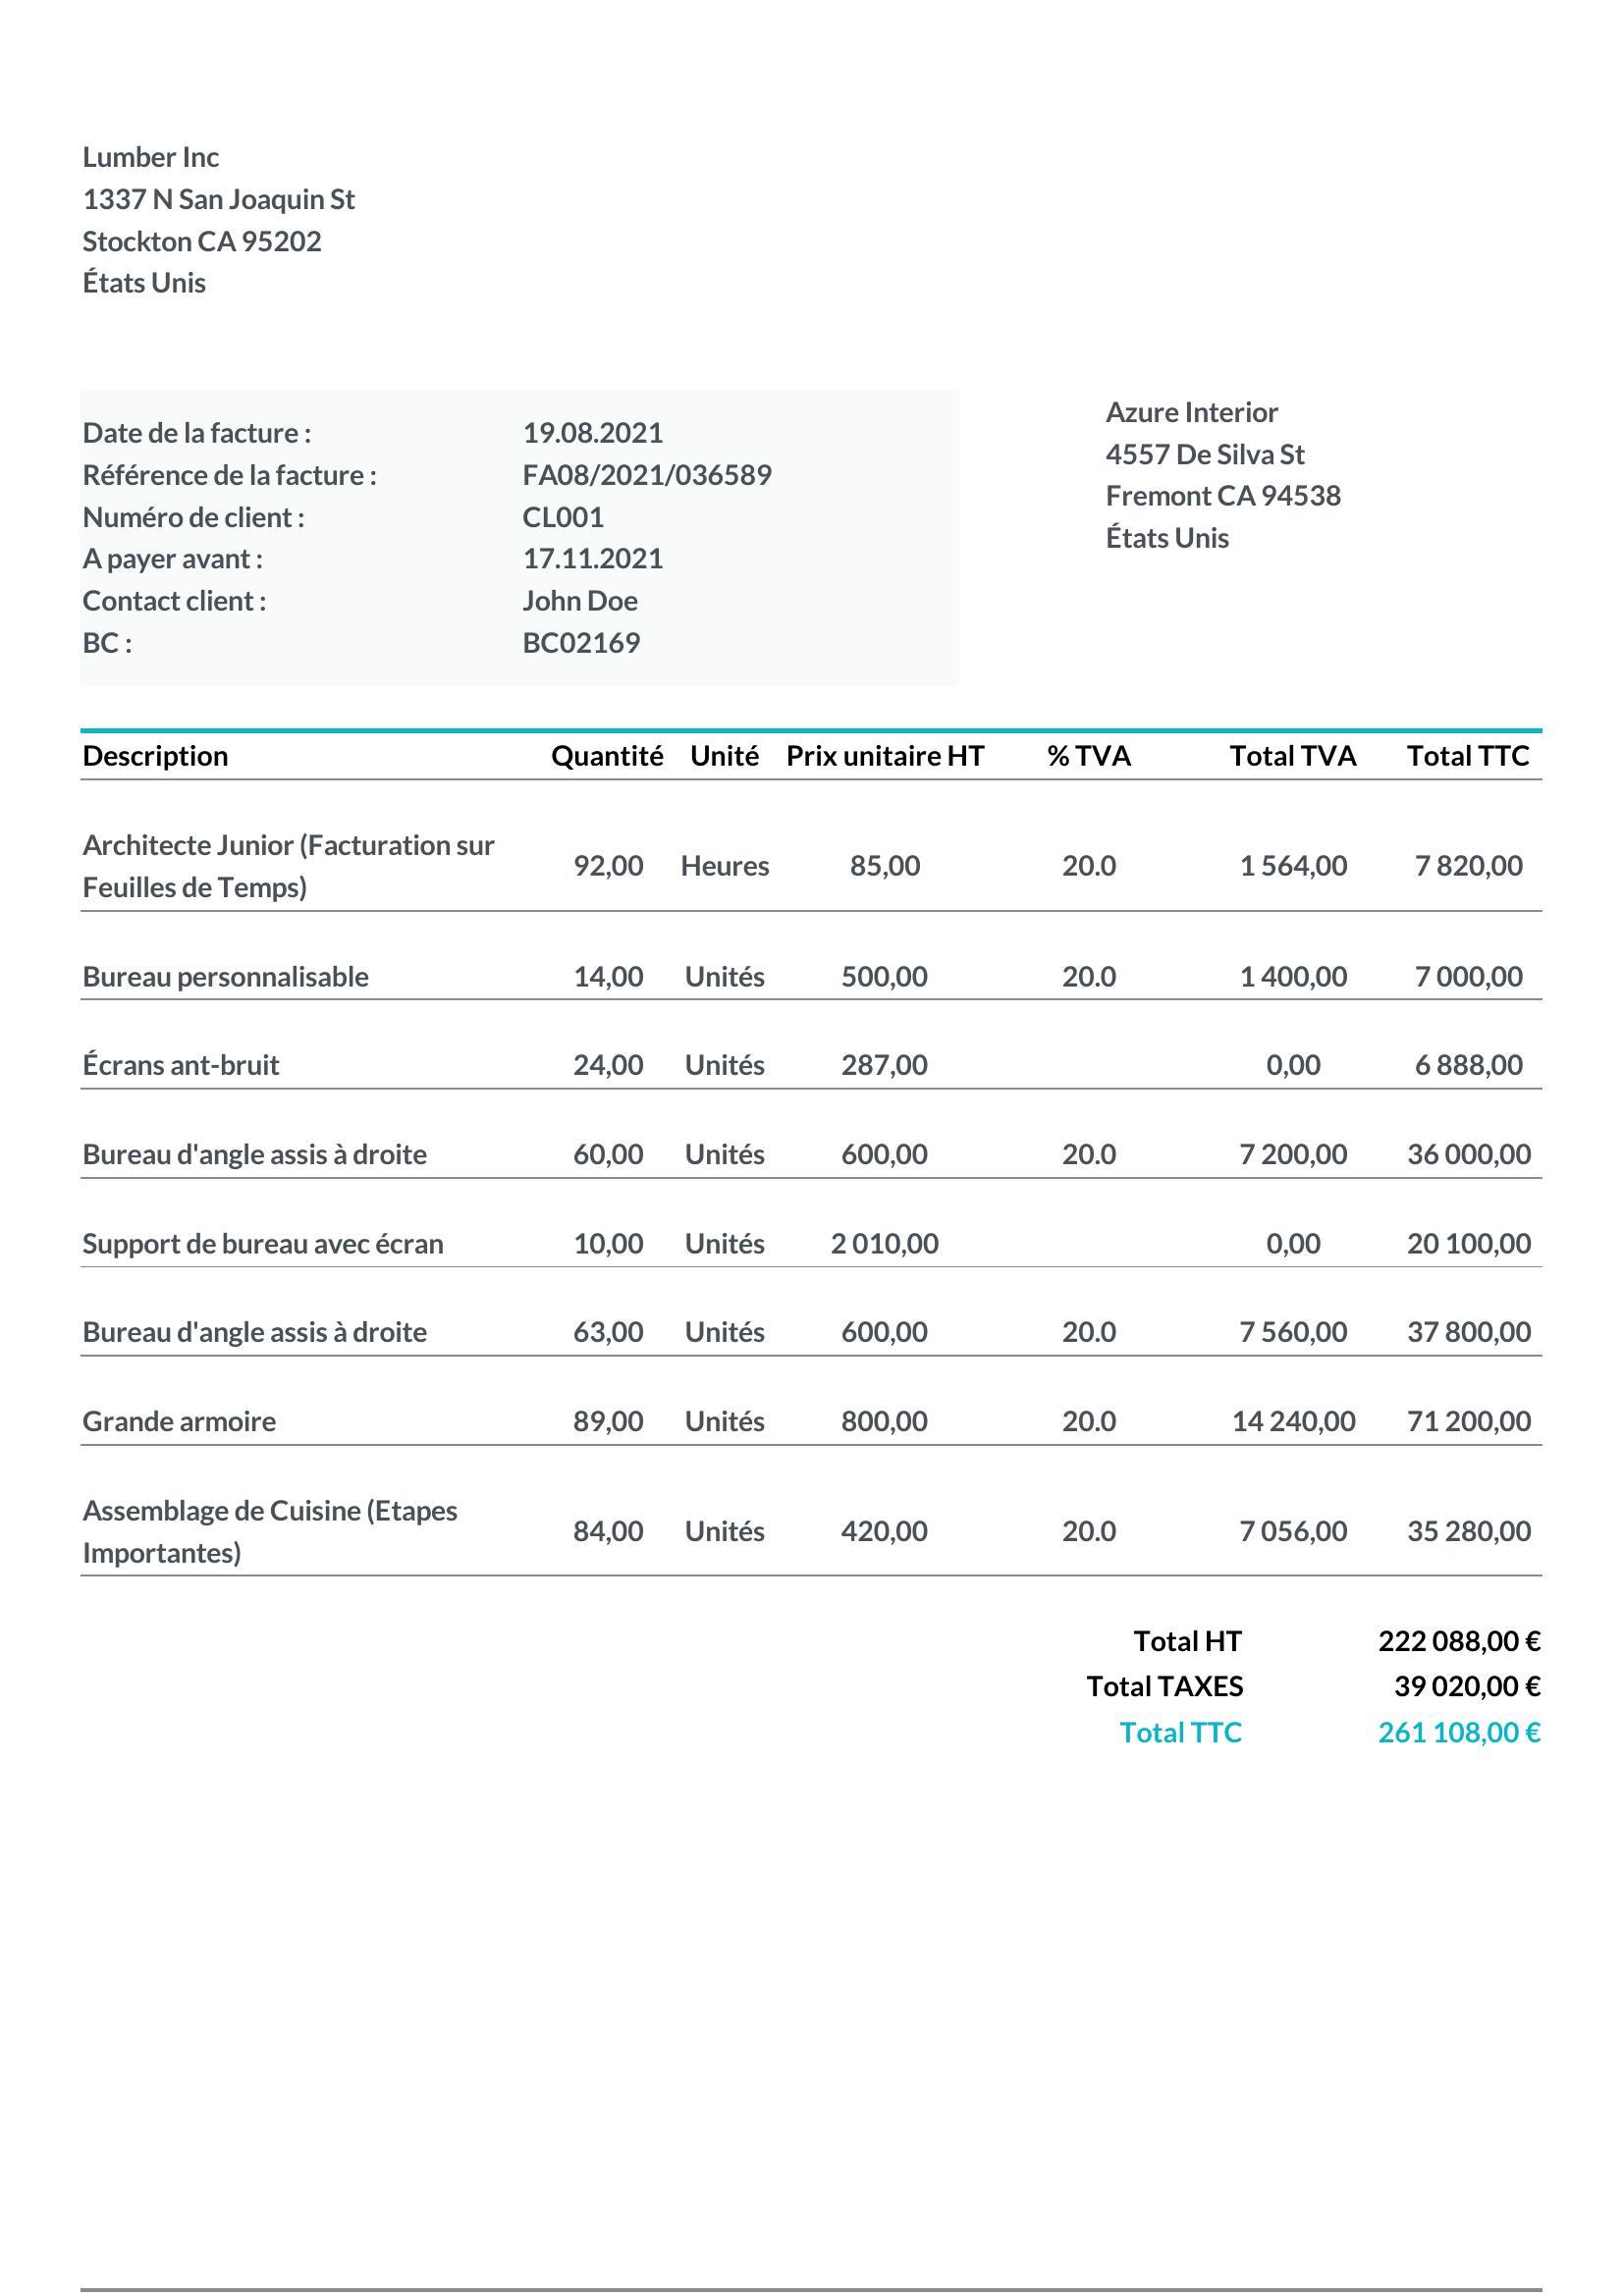 Lumber Inc
1337 N San Joaquin St
Stockton CA 95202
États Unis
Date de la facture : 19.08.2021
Référence de la facture : FA08/2021/036589
Numéro de client : CL001
A payer avant : 17.11.2021
Contact client : John Doe
BC : BC02169
Azure Interior
4557 De Silva St
Fremont CA 94538
États Unis
Description Quantité Unité Prix unitaire HT % TVA Total TVA Total TTC
Architecte Junior (Facturation sur
Feuilles de Temps) 92,00 Heures 85,00 20.0 1 564,00 7 820,00
Bureau personnalisable 14,00 Unités 500,00 20.0 1 400,00 7 000,00
Écrans ant-bruit 24,00 Unités 287,00 0,00 6 888,00
Bureau d'angle assis à droite 60,00 Unités 600,00 20.0 7 200,00 36 000,00
Support de bureau avec écran 10,00 Unités 2 010,00 0,00 20 100,00
Bureau d'angle assis à droite 63,00 Unités 600,00 20.0 7 560,00 37 800,00
Grande armoire 89,00 Unités 800,00 20.0 14 240,00 71 200,00
Assemblage de Cuisine (Etapes
Importantes) 84,00 Unités 420,00 20.0 7 056,00 35 280,00
Total HT 222 088,00 €
Total TAXES 39 020,00 €
Total TTC 261 108,00 €